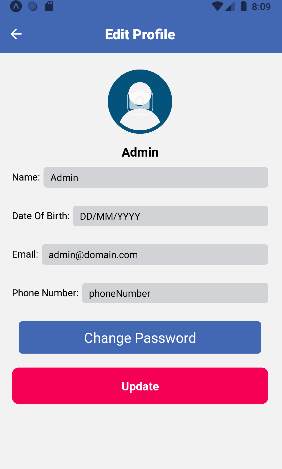 8:09
Edit Profile
Admin
Name: Admin
Date Of Birth: DD/MM/YYYY
Email: admin@domain.com
Phone Number: phoneNumber
Change Password
Update